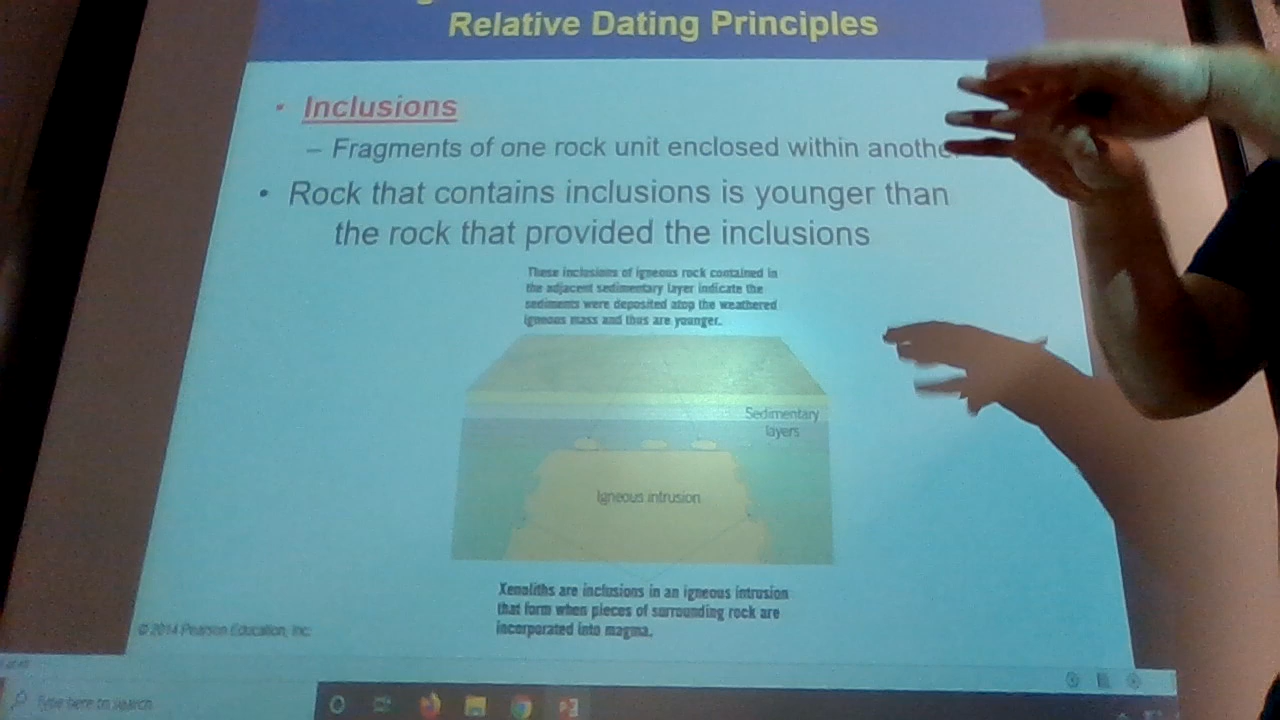 Relative Dating Principles
• Inclusions
– Fragments of one rock unit enclosed within anothe
• Rock that contains inclusions is younger than
the rock that provided the inclusions
These inclusions of igneous rock contained in
the adjacent sedimentary layer indicate the
sediments were deposited atop the weathered
igneous mass and thus are younger.
Sedimentary
layers
Igneous intrusion
Xenoliths are inclusions in an igneous intrusion
that form when pieces of surrounding rock are
incorporated into magma.
© 2014 Pearson Education, Inc.
Type here to search